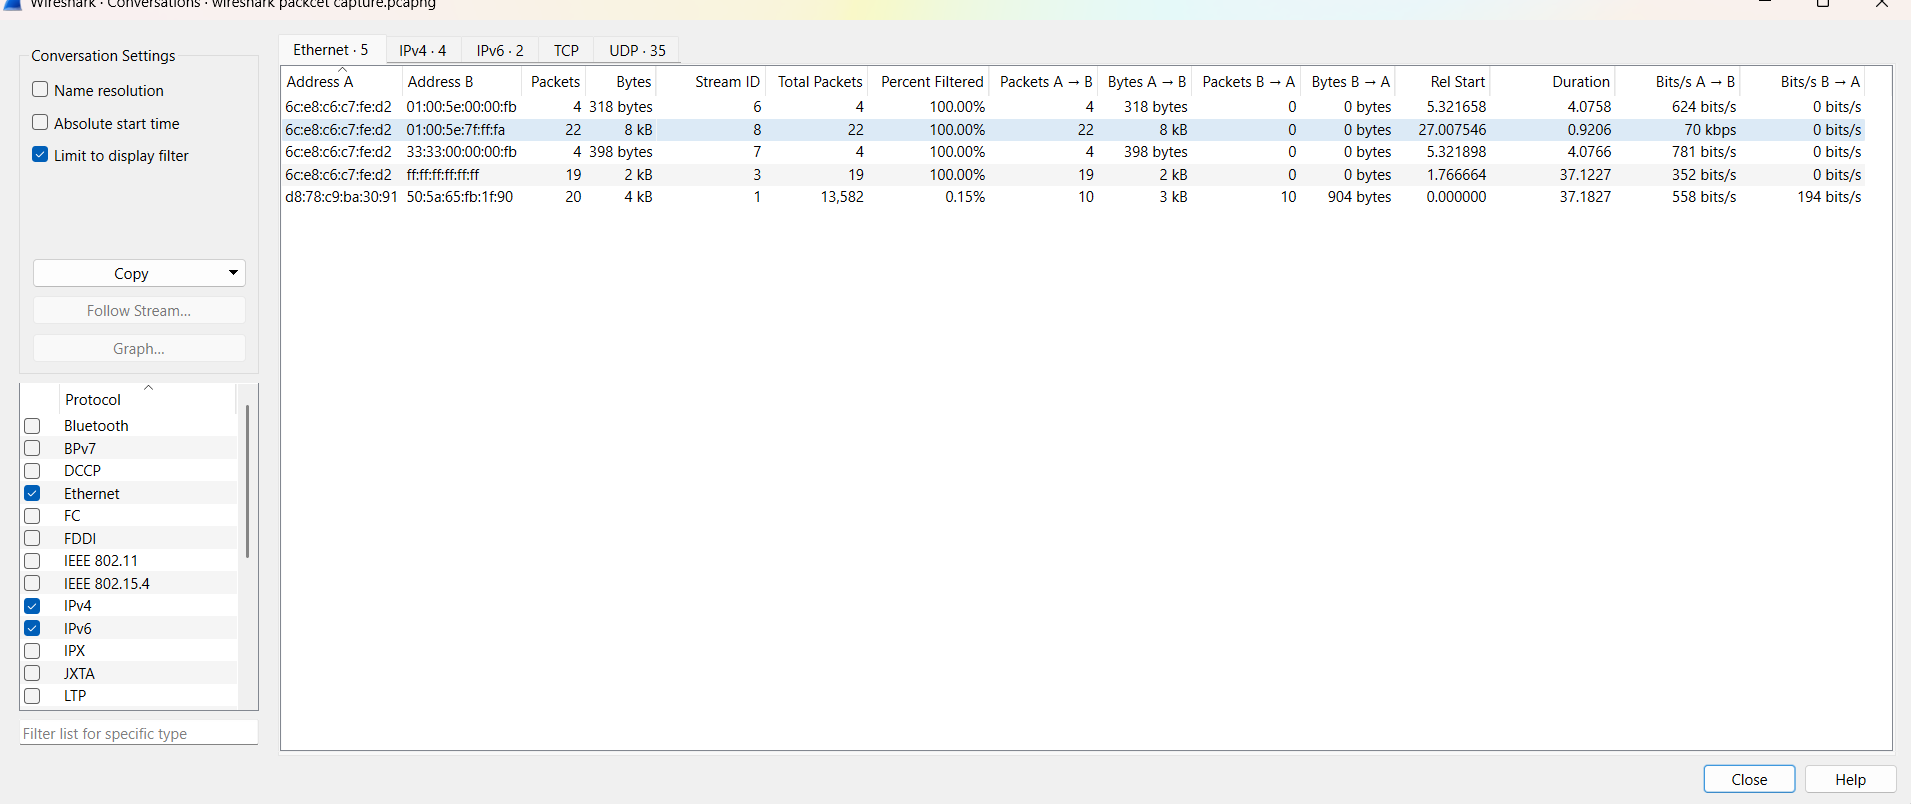 Wireshark · Conversations · wireshark packcet capture.pcapng
Conversation Settings
Name resolution
Absolute start time
Limit to display filter
Copy
Follow Stream...
Graph...
Protocol
Bluetooth
BPv7
DCCP
Ethernet
FC
FDDI
IEEE 802.11
IEEE 802.15.4
IPv4
IPv6
IPX
JXTA
LTP
Filter list for specific type
Ethernet · 5 IPv4 · 4 IPv6 · 2 TCP UDP · 35
Address A Address B Packets Bytes Stream ID Total Packets Percent Filtered Packets A → B Bytes A → B Packets B → A Bytes B → A Rel Start Duration Bits/s A → B Bits/s B → A
6c:e8:c6:c7:fe:d2 01:00:5e:00:00:fb 4 318 bytes 6 4 100.00% 4 318 bytes 0 0 bytes 5.321658 4.0758 624 bits/s 0 bits/s
6c:e8:c6:c7:fe:d2 01:00:5e:7f:ff:fa 22 8 kB 8 22 100.00% 22 8 kB 0 0 bytes 27.007546 0.9206 70 kbps 0 bits/s
6c:e8:c6:c7:fe:d2 33:33:00:00:00:fb 4 398 bytes 7 4 100.00% 4 398 bytes 0 0 bytes 5.321898 4.0766 781 bits/s 0 bits/s
6c:e8:c6:c7:fe:d2 ff:ff:ff:ff:ff:ff 19 2 kB 3 19 100.00% 19 2 kB 0 0 bytes 1.766664 37.1227 352 bits/s 0 bits/s
d8:78:c9:ba:30:91 50:5a:65:fb:1f:90 20 4 kB 1 13,582 0.15% 10 3 kB 10 904 bytes 0.000000 37.1827 558 bits/s 194 bits/s
Close Help